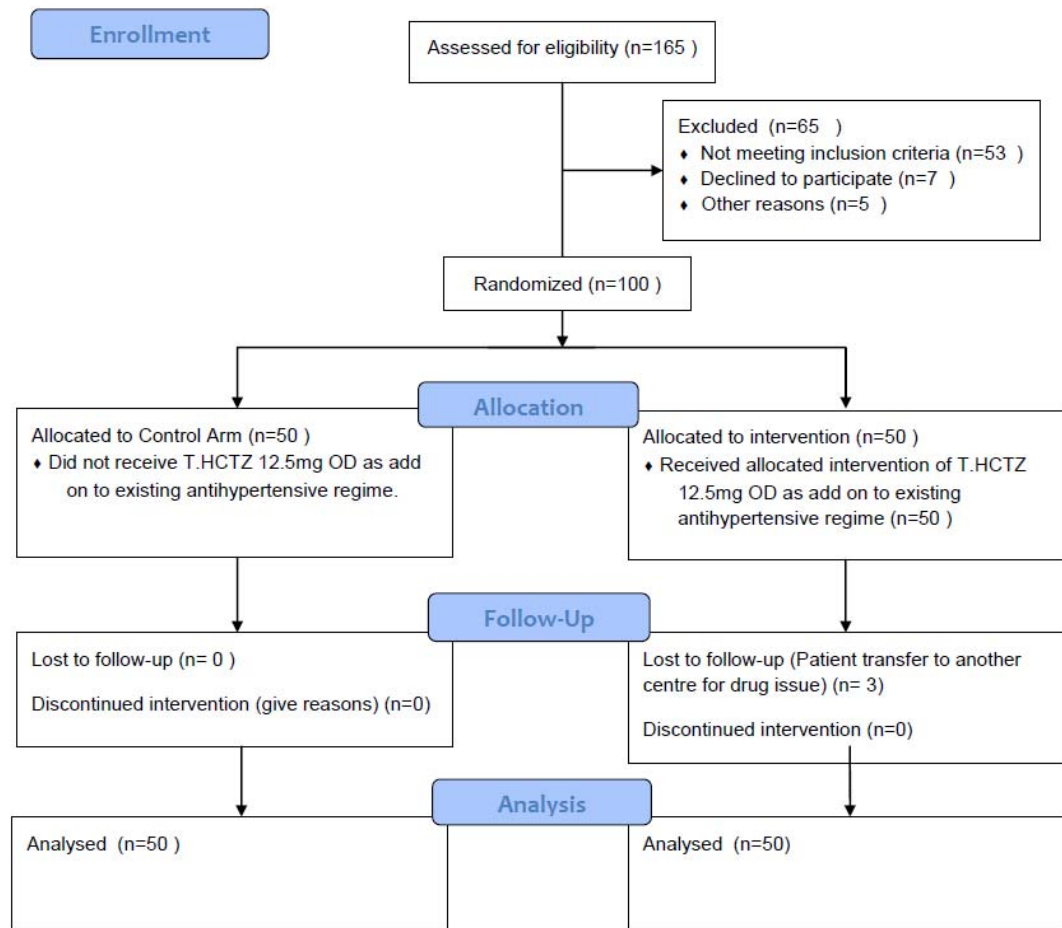 Enrollment
Assessed for eligibility (n=165 )
Excluded (n=65 )
♦ Not meeting inclusion criteria (n=53 )
♦ Declined to participate (n=7 )
♦ Other reasons (n=5 )
Randomized (n=100 )
Allocation
Allocated to Control Arm (n=50 )
♦ Did not receive T.HCTZ 12.5mg OD as add
on to existing antihypertensive regime.
Allocated to intervention (n=50 )
♦ Received allocated intervention of T.HCTZ
12.5mg OD as add on to existing
antihypertensive regime (n=50 )
Follow-Up
Lost to follow-up (n= 0 )
Discontinued intervention (give reasons) (n=0)
Lost to follow-up (Patient transfer to another
centre for drug issue) (n= 3)
Discontinued intervention (n=0)
Analysis
Analysed (n=50 )
Analysed (n=50)